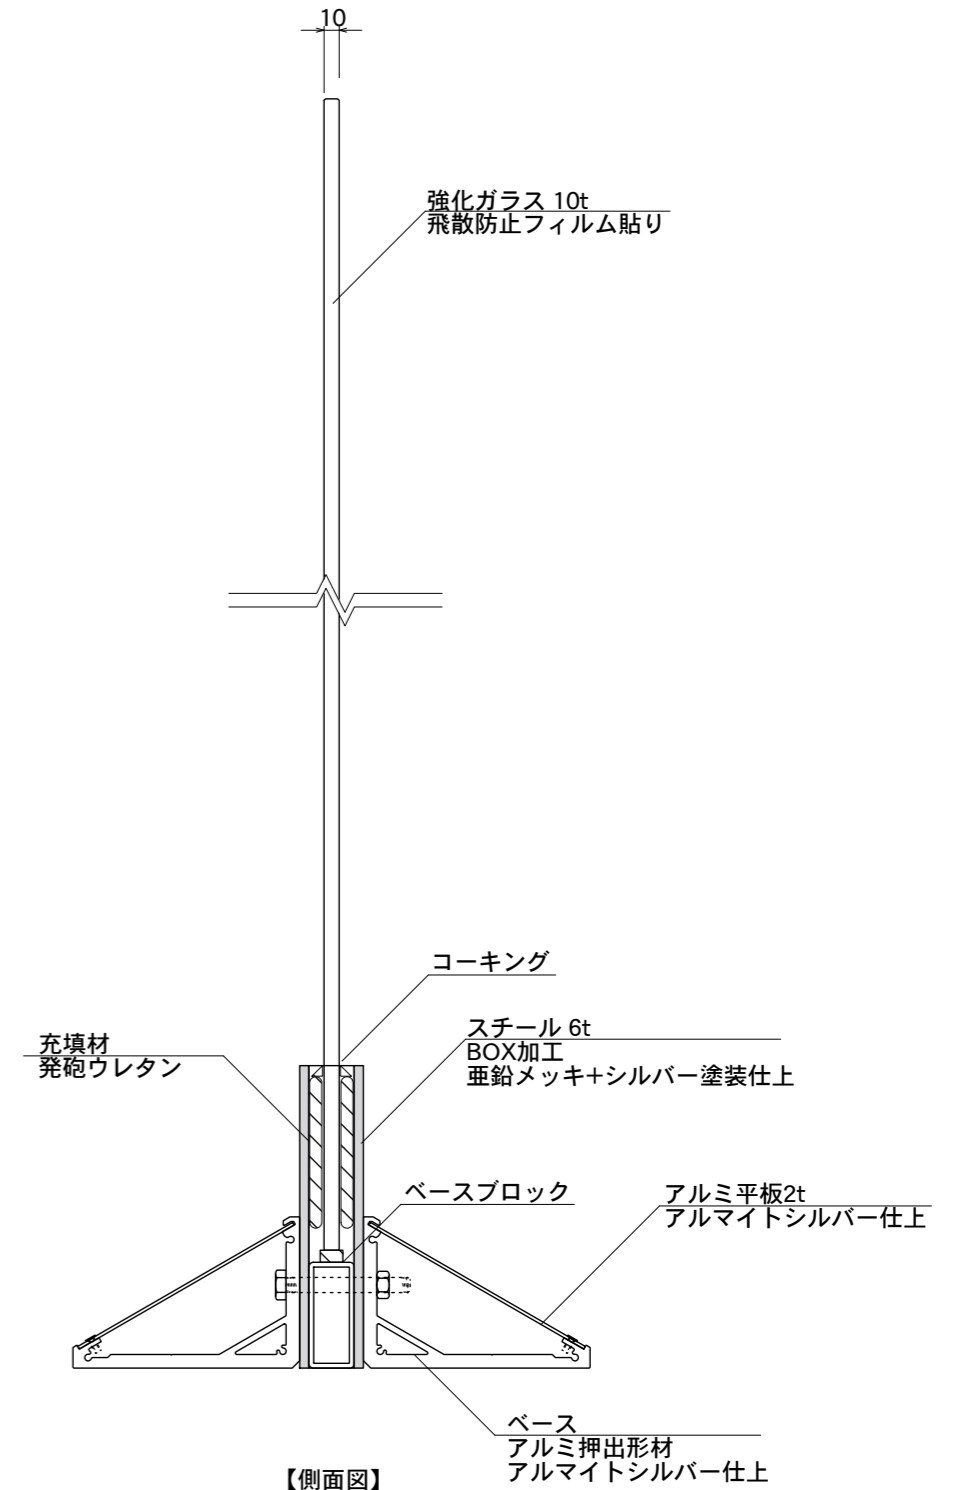 10
強化ガラス 10t
飛散防止フィルム貼り
コーキング
スチール 6t
BOX加工
亜鉛メッキ+シルバー塗装仕上
充填材
発砲ウレタン
ベースブロック
アルミ平板2t
アルマイトシルバー仕上
ベース
アルミ押出形材
アルマイトシルバー仕上
【側面図】